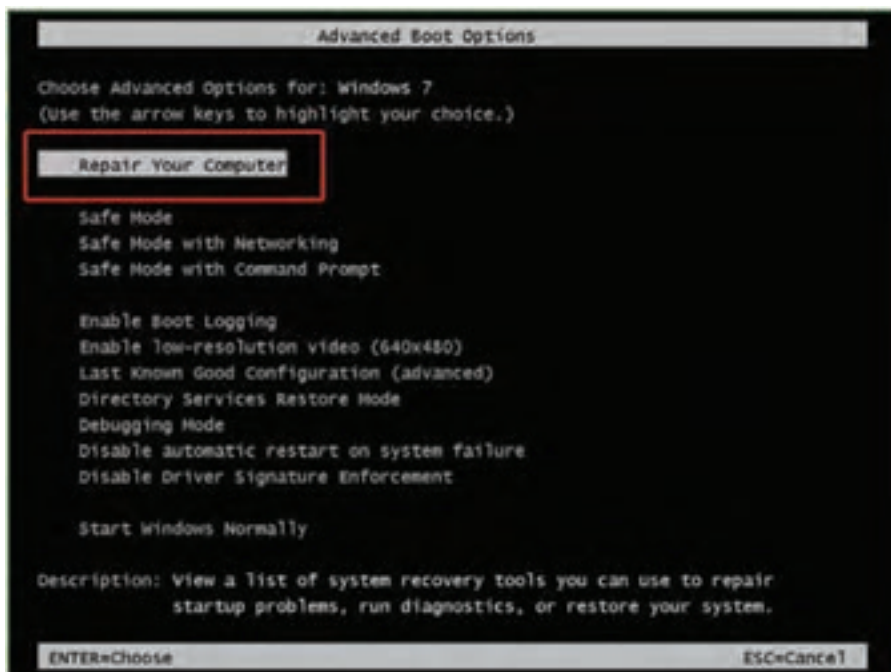 Advanced Boot Options
Choose Advanced Options for: Windows 7
(Use the arrow keys to highlight your choice.)
Repair Your Computer
Safe Mode
Safe Mode with Networking
Safe Mode with Command Prompt
Enable Boot Logging
Enable low-resolution video (640x480)
Last Known Good Configuration (advanced)
Directory Services Restore Mode
Debugging Mode
Disable automatic restart on system failure
Disable Driver Signature Enforcement
Start Windows Normally
Description: View a list of system recovery tools you can use to repair
startup problems, run diagnostics, or restore your system.
ENTER=Choose ESC=Cancel